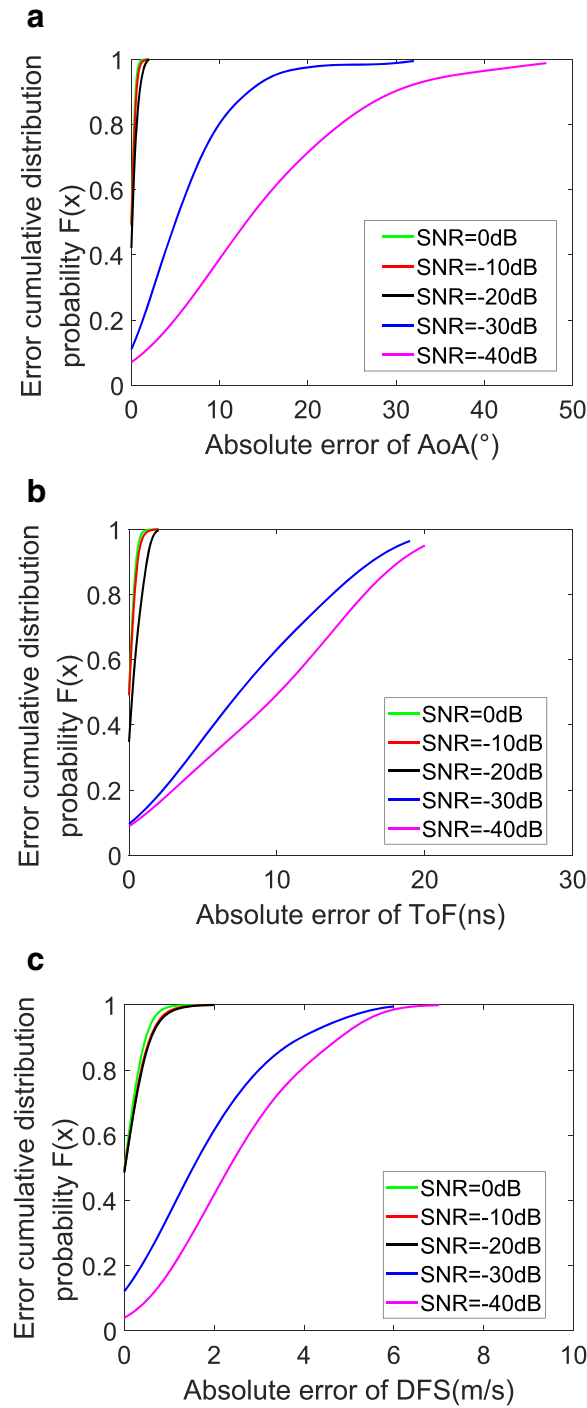 a
Error cumulative distribution
probability F(x)
1
0.8
0.6
0.4
0.2
0
SNR=0dB
SNR=-10dB
SNR=-20dB
SNR=-30dB
SNR=-40dB
0 10 20 30 40 50
Absolute error of AoA(°)
b
Error cumulative distribution
probability F(x)
1
0.8
0.6
0.4
0.2
0
SNR=0dB
SNR=-10dB
SNR=-20dB
SNR=-30dB
SNR=-40dB
0 10 20 30
Absolute error of ToF(ns)
c
Error cumulative distribution
probability F(x)
1
0.8
0.6
0.4
0.2
0
SNR=0dB
SNR=-10dB
SNR=-20dB
SNR=-30dB
SNR=-40dB
0 2 4 6 8 10
Absolute error of DFS(m/s)